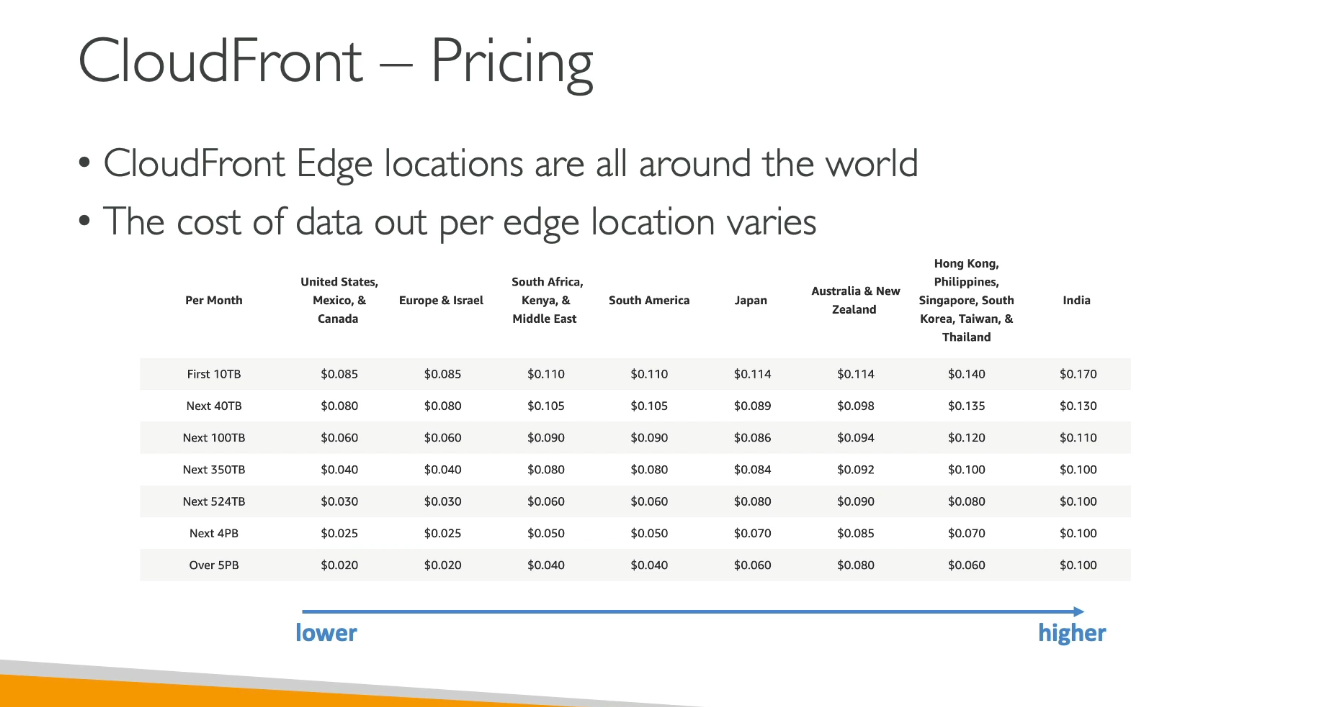 CloudFront – Pricing
• CloudFront Edge locations are all around the world
• The cost of data out per edge location varies
Per Month | United States, Mexico, & Canada | Europe & Israel | South Africa, Kenya, & Middle East | South America | Japan | Australia & New Zealand | Hong Kong, Philippines, Singapore, South Korea, Taiwan, & Thailand | India
First 10TB | $0.085 | $0.085 | $0.110 | $0.110 | $0.114 | $0.114 | $0.140 | $0.170
Next 40TB | $0.080 | $0.080 | $0.105 | $0.105 | $0.089 | $0.098 | $0.135 | $0.130
Next 100TB | $0.060 | $0.060 | $0.090 | $0.090 | $0.086 | $0.094 | $0.120 | $0.110
Next 350TB | $0.040 | $0.040 | $0.080 | $0.080 | $0.084 | $0.092 | $0.100 | $0.100
Next 524TB | $0.030 | $0.030 | $0.060 | $0.060 | $0.080 | $0.090 | $0.080 | $0.100
Next 4PB | $0.025 | $0.025 | $0.050 | $0.050 | $0.070 | $0.085 | $0.070 | $0.100
Over 5PB | $0.020 | $0.020 | $0.040 | $0.040 | $0.060 | $0.080 | $0.060 | $0.100
lower
higher